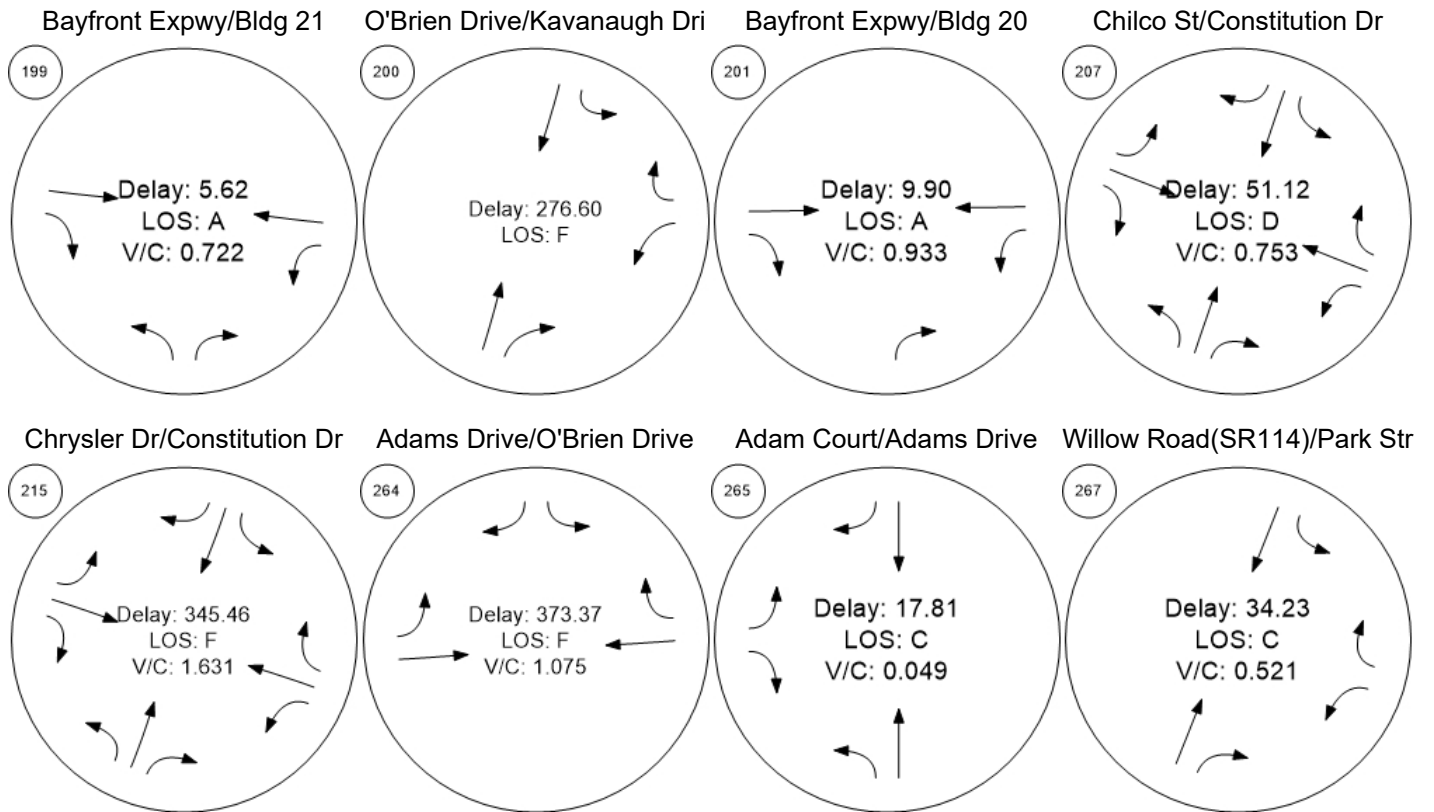 Bayfront Expwy/Bldg 21
199
Delay: 5.62
LOS: A
V/C: 0.722
O'Brien Drive/Kavanaugh Dri
200
Delay: 276.60
LOS: F
Bayfront Expwy/Bldg 20
201
Delay: 9.90
LOS: A
V/C: 0.933
Chilco St/Constitution Dr
207
Delay: 51.12
LOS: D
V/C: 0.753
Chrysler Dr/Constitution Dr
215
Delay: 345.46
LOS: F
V/C: 1.631
Adams Drive/O'Brien Drive
264
Delay: 373.37
LOS: F
V/C: 1.075
Adam Court/Adams Drive
265
Delay: 17.81
LOS: C
V/C: 0.049
Willow Road(SR114)/Park Str
267
Delay: 34.23
LOS: C
V/C: 0.521